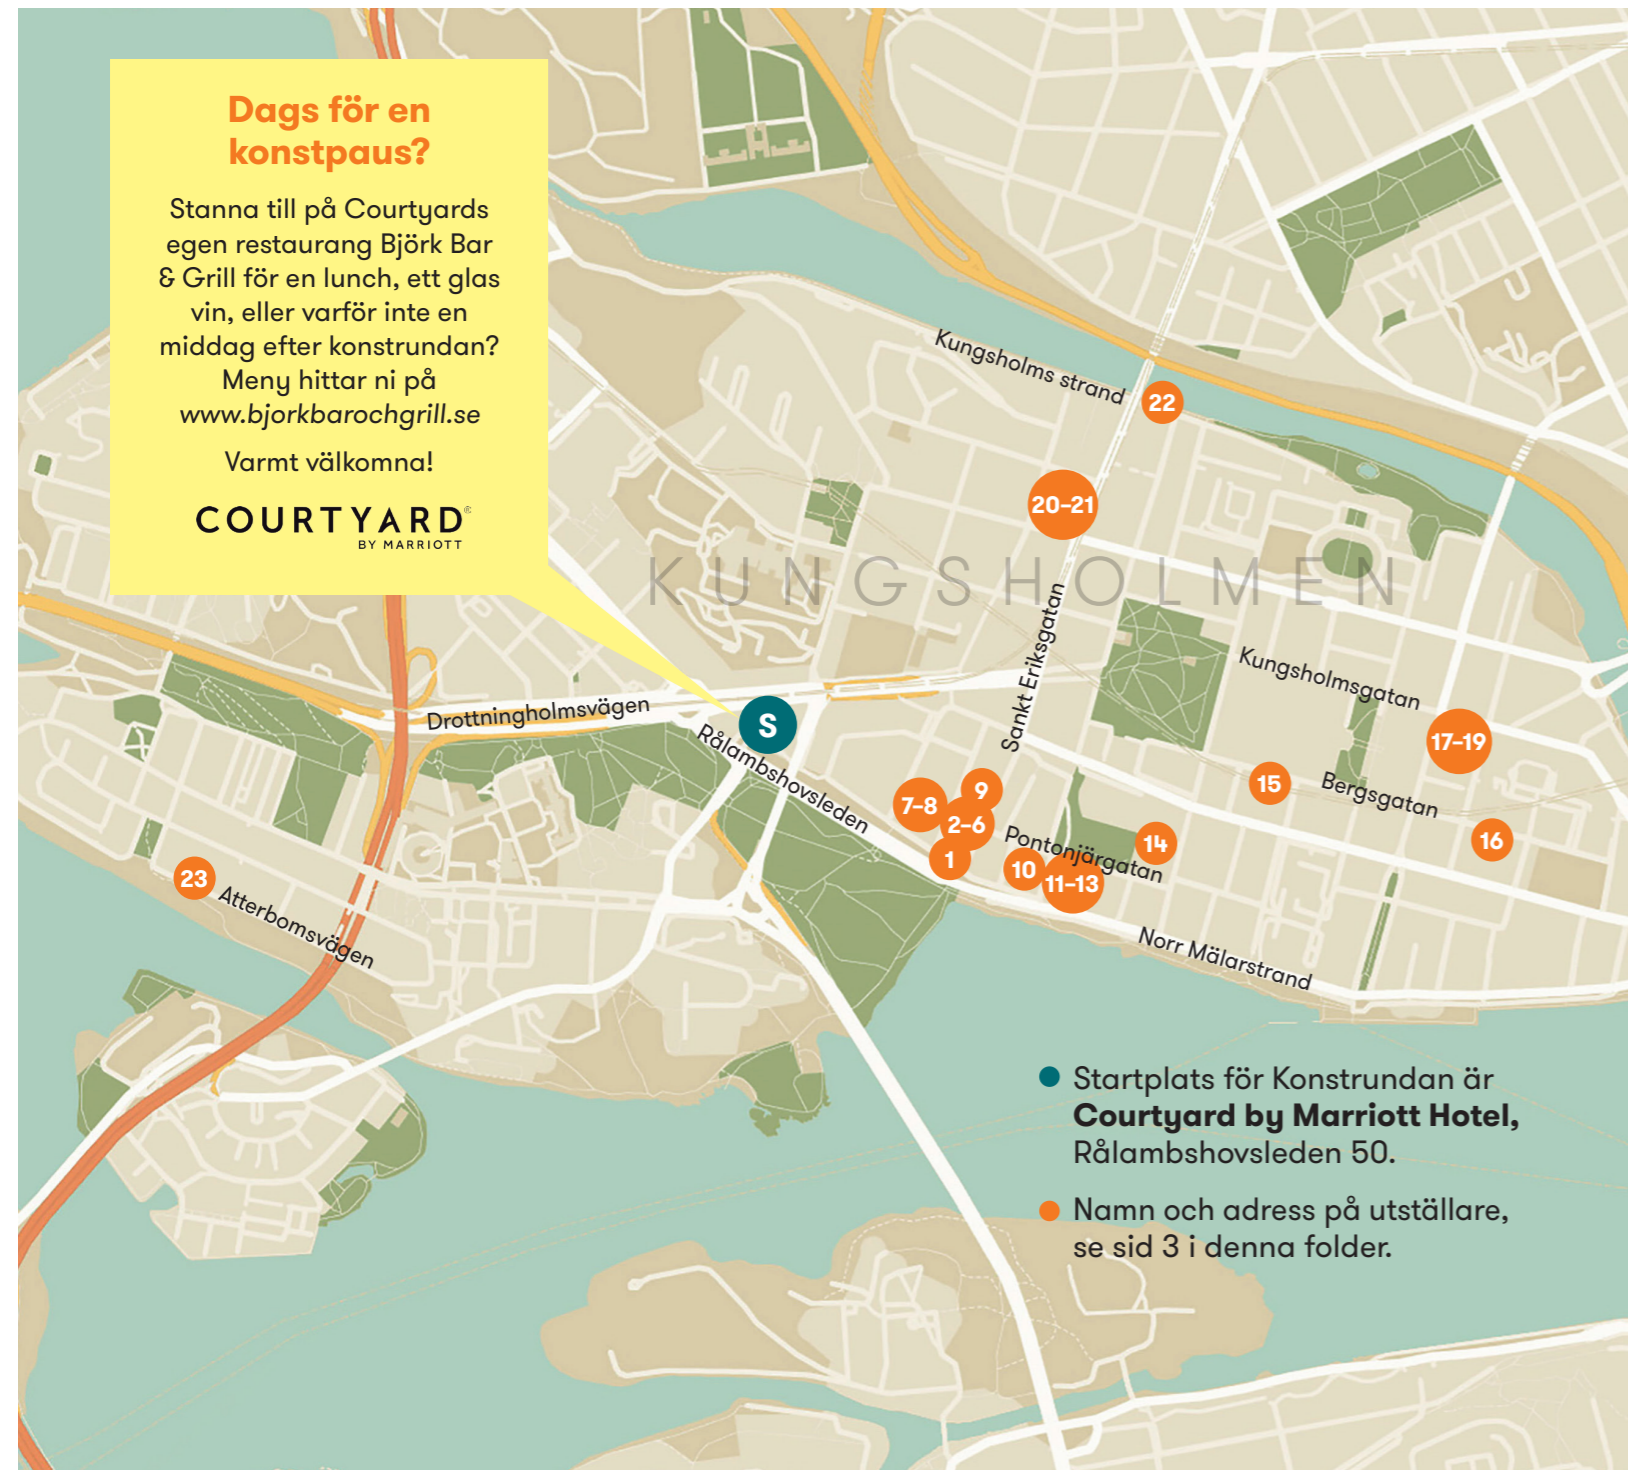 Dags för en
konstpaus?
Stanna till på Courtyards
egen restaurang Björk Bar
& Grill för en lunch, ett glas
vin, eller varför inte en
middag efter konstrundan?
Meny hittar ni på
www.bjorkbarochgrill.se
Varmt välkomna!
COURTYARD®
BY MARRIOTT
Kungsholms strand
22
20–21
KUNGSHOLMEN
Sankt Eriksgatan
Kungsholmsgatan
Drottningholmsvägen
S
Rålambshovsleden
17–19
15
Bergsgatan
9
7–8
2–6
1
Pontonjärgatan
10
11–13
14
16
23
Atterbomsvägen
Norr Mälarstrand
Startplats för Konstrundan är
Courtyard by Marriott Hotel,
Rålambshovsleden 50.
Namn och adress på utställare,
se sid 3 i denna folder.